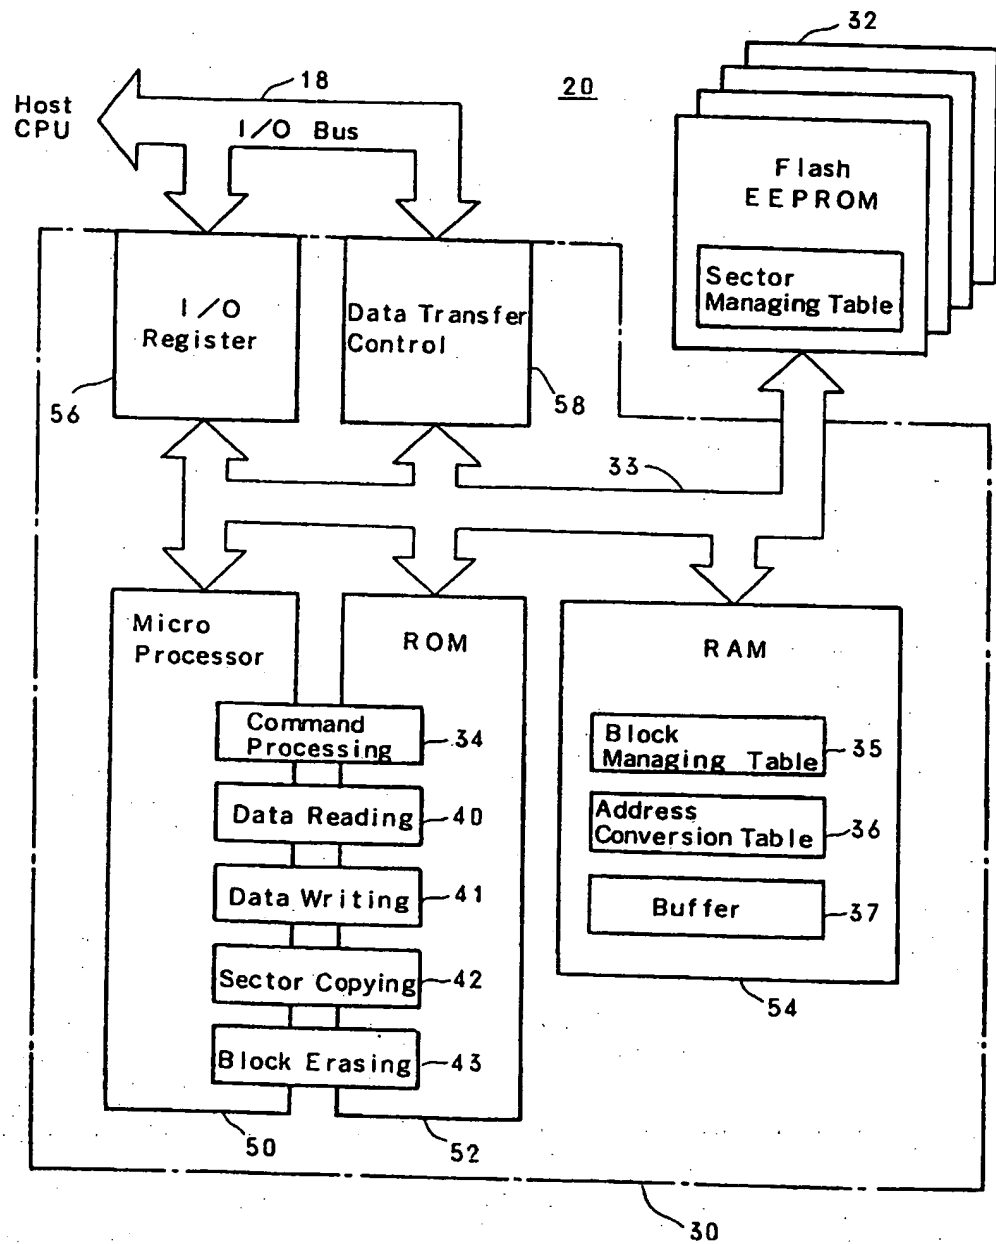 32
18
20
Host
CPU
I/O Bus
Flash
EEPROM
Sector
Managing Table
I/O
Register
Data Transfer
Control
56
58
33
Micro
Processor
ROM
RAM
Command
Processing
34
Block
Managing Table
35
Data Reading
40
Address
Conversion Table
36
Data Writing
41
Buffer
37
Sector Copying
42
54
Block Erasing
43
50
52
30